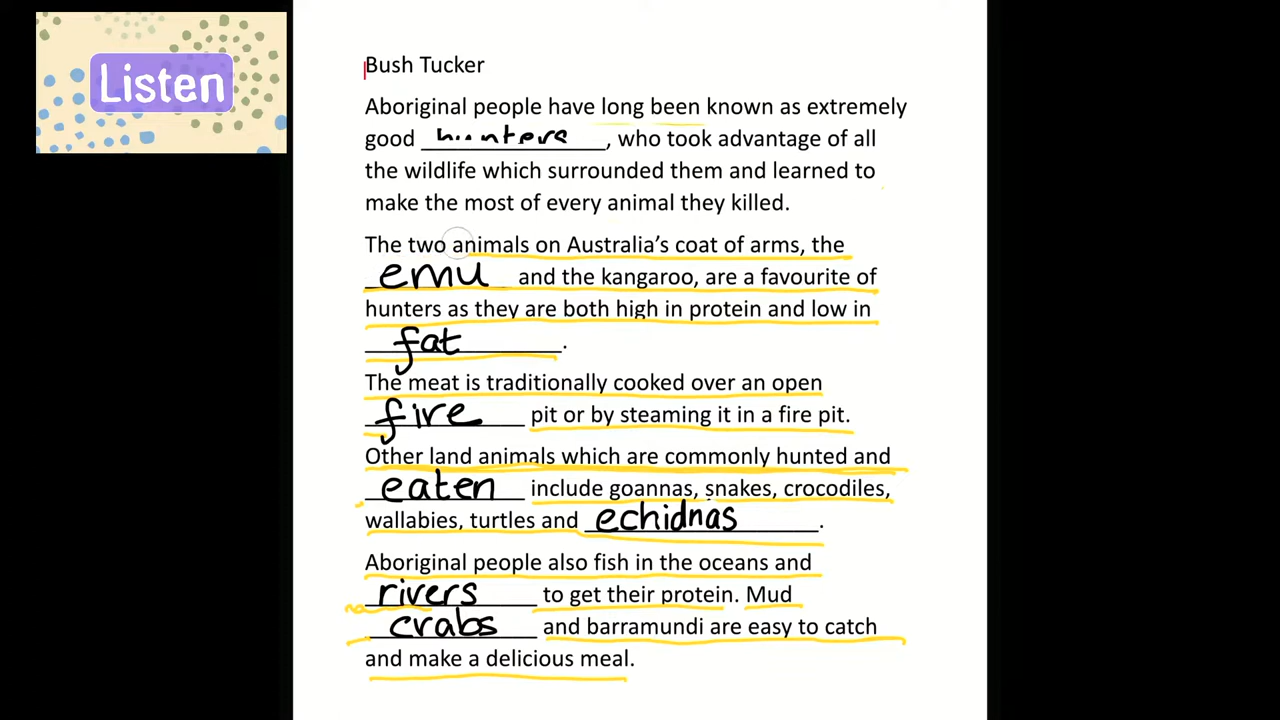 Listen
Bush Tucker
Aboriginal people have long been known as extremely
good hunters, who took advantage of all
the wildlife which surrounded them and learned to
make the most of every animal they killed.
The two animals on Australia’s coat of arms, the
emu and the kangaroo, are a favourite of
hunters as they are both high in protein and low in
fat.
The meat is traditionally cooked over an open
fire pit or by steaming it in a fire pit.
Other land animals which are commonly hunted and
eaten include goannas, snakes, crocodiles,
wallabies, turtles and echidnas.
Aboriginal people also fish in the oceans and
rivers to get their protein. Mud
crabs and barramundi are easy to catch
and make a delicious meal.